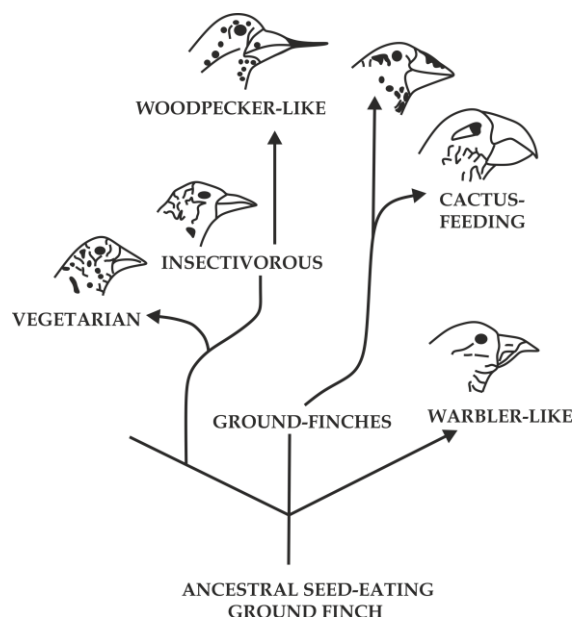 WOODPECKER-LIKE
CACTUS-
FEEDING
INSECTIVOROUS
VEGETARIAN
GROUND-FINCHES
WARBLER-LIKE
ANCESTRAL SEED-EATING
GROUND FINCH